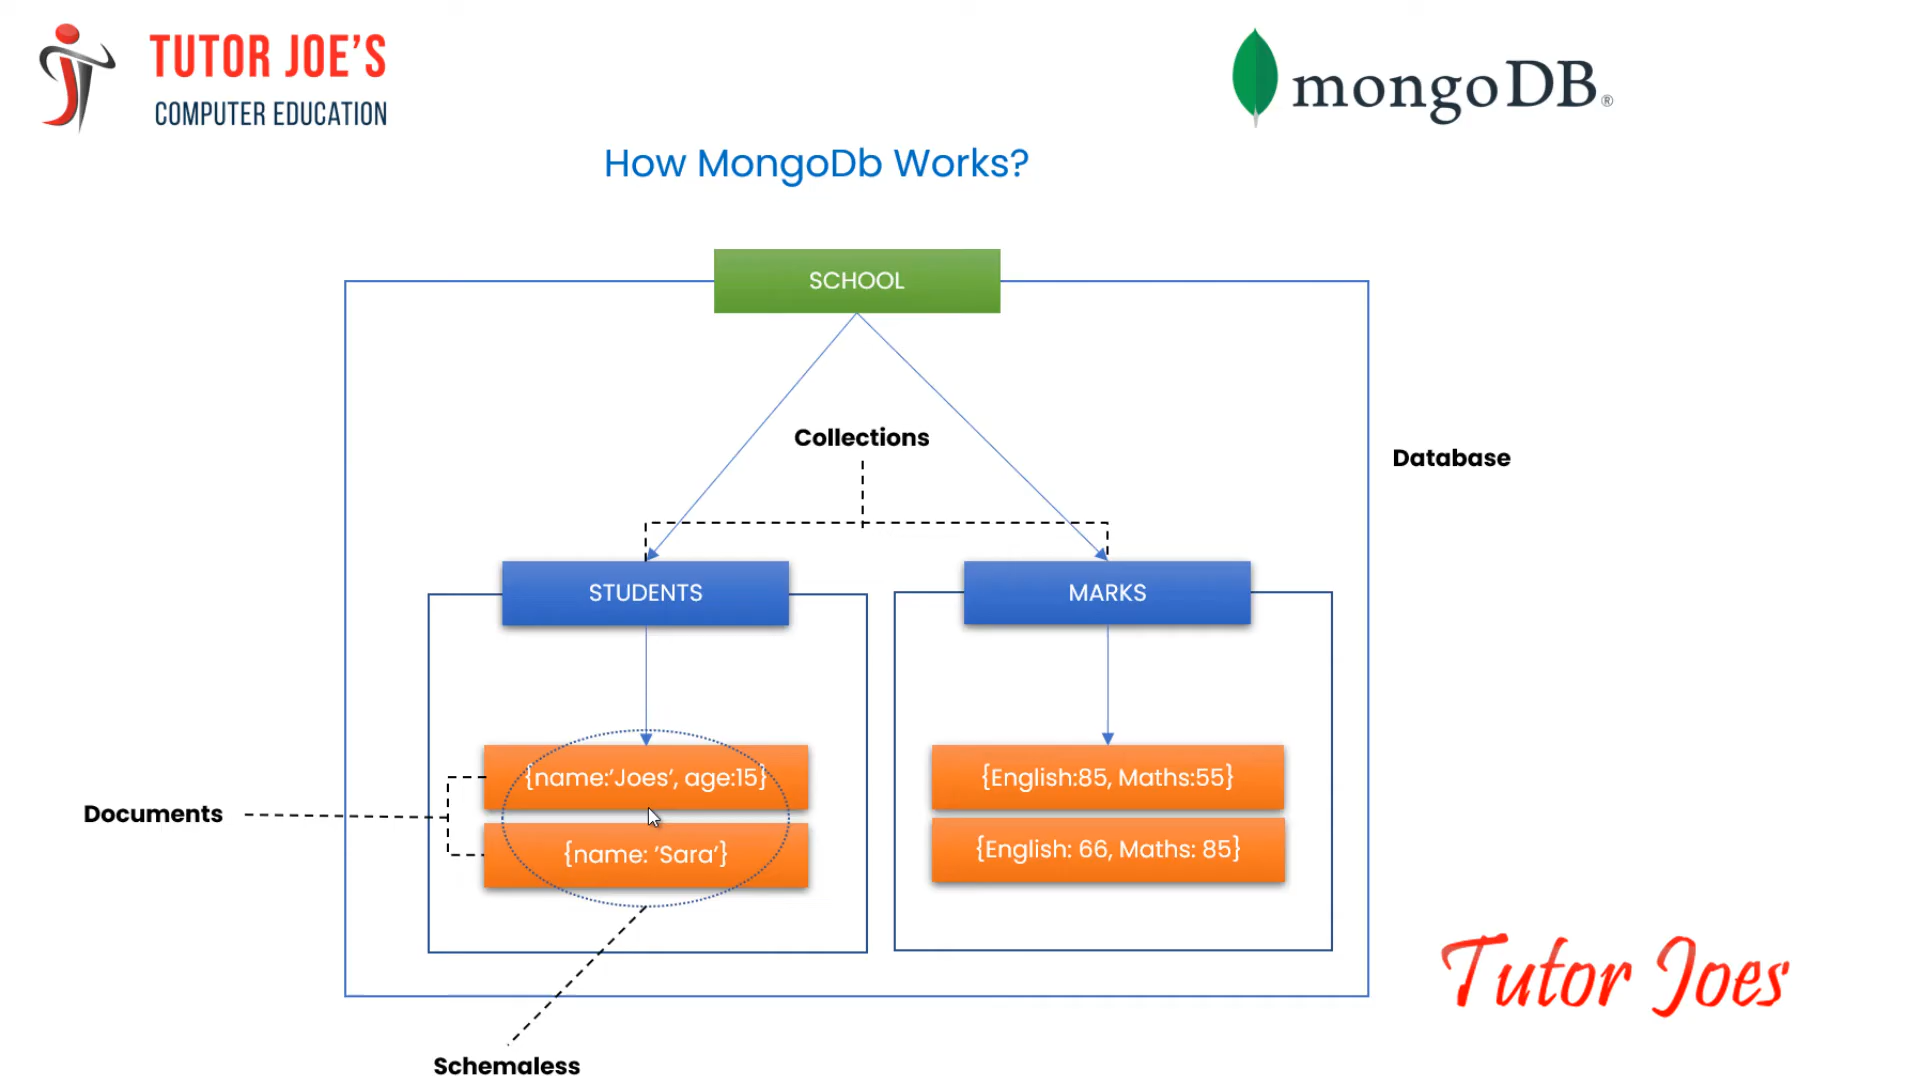 TUTOR JOE'S
COMPUTER EDUCATION
mongoDB®
How MongoDb Works?
SCHOOL
Collections
Database
STUDENTS
MARKS
{name:'Joes', age:15}
{English:85, Maths:55}
Documents
{name: 'Sara'}
{English: 66, Maths: 85}
Tutor Joes
Schemaless